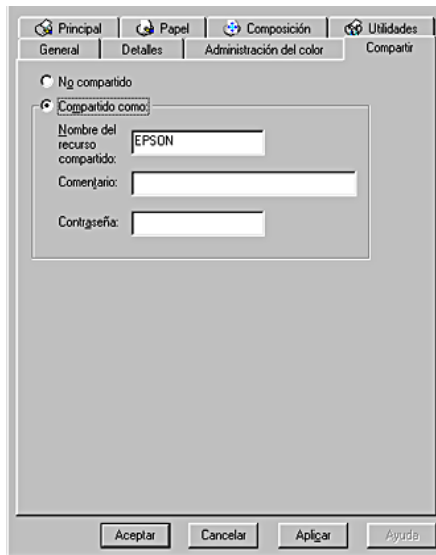 Principal Papel Composición Utilidades
General Detalles Administración del color Compartir
No compartido
Compartido como:
Nombre del
recurso
compartido:
EPSON
Comentario:
Contraseña:
Aceptar Cancelar Aplicar Ayuda